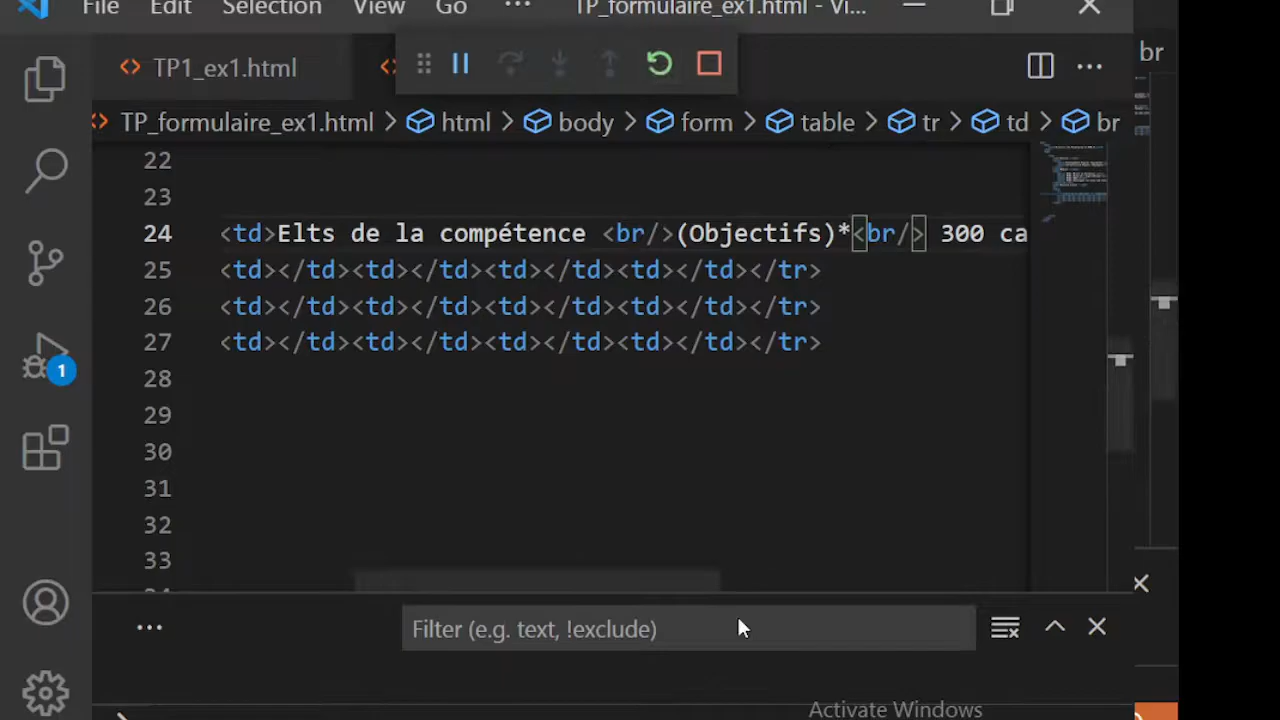 File Edit Selection View Go ··· TP_formulaire_ex1.html - Vi...
TP1_ex1.html
br
TP_formulaire_ex1.html > html > body > form > table > tr > td > br
22
23
24 <td>Elts de la compétence <br/>(Objectifs)*<br/> 300 ca
25 <td></td><td></td><td></td><td></td></tr>
26 <td></td><td></td><td></td><td></td></tr>
27 <td></td><td></td><td></td><td></td></tr>
28
29
30
31
32
33
1
Filter (e.g. text, !exclude)
Activate Windows